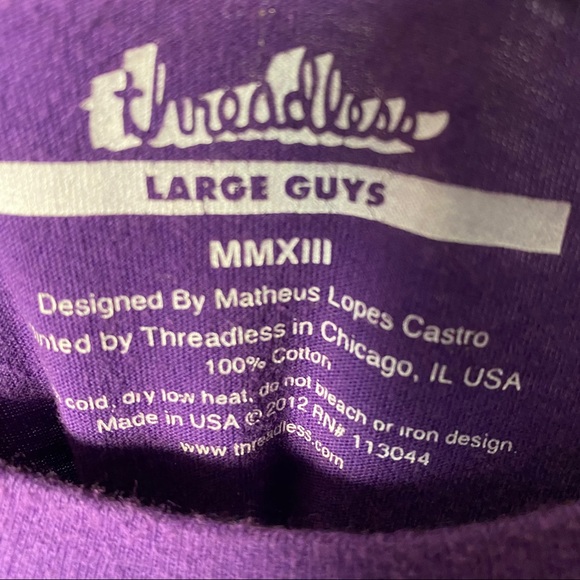 threadless
LARGE GUYS
MMXIII
Designed By Matheus Lopes Castro
nted by Threadless in Chicago, IL USA
100% Cotton
cold, dry low heat, do not bleach or iron design.
Made in USA © 2012 RN# 113044
www.threadless.com